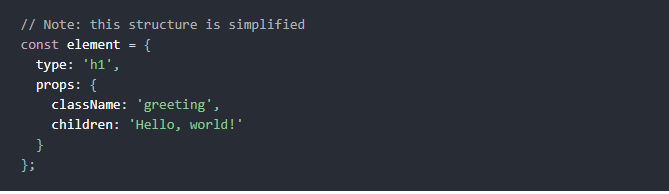 // Note: this structure is simplified
const element = {
  type: 'h1',
  props: {
    className: 'greeting',
    children: 'Hello, world!'
  }
};